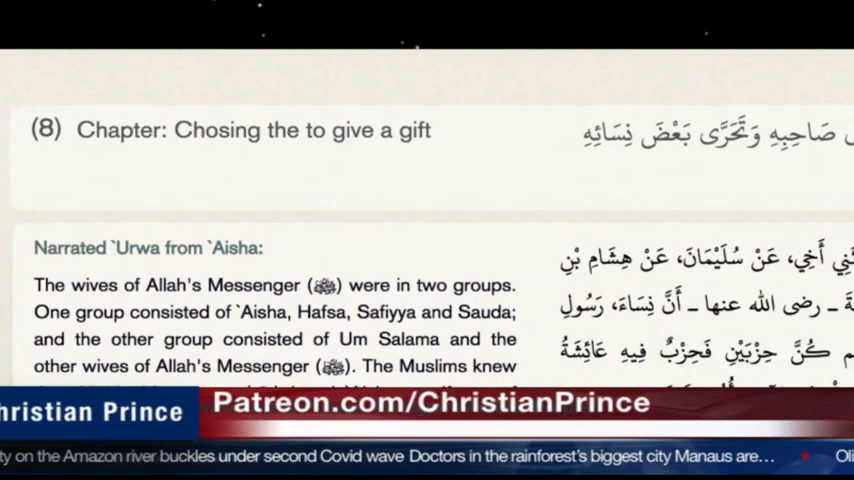 (8) Chapter: Chosing the to give a gift
صَاحِبِهِ وَتَحَرَّى بَعْضَ نِسَائِهِ
Narrated `Urwa from `Aisha:
The wives of Allah's Messenger (ﷺ) were in two groups.
One group consisted of `Aisha, Hafsa, Safiyya and Sauda;
and the other group consisted of Um Salama and the
other wives of Allah's Messenger (ﷺ). The Muslims knew
أَخِي، عَنْ سُلَيْمَانَ، عَنْ هِشَامِ بْنِ
ـ رضى الله عنها ـ أَنَّ نِسَاءَ، رَسُولِ
كُنَّ حِزْبَيْنِ فَحِزْبٌ فِيهِ عَائِشَةُ
hristian Prince
Patreon.com/ChristianPrince
ty on the Amazon river buckles under second Covid wave Doctors in the rainforest's biggest city Manaus are... Oli